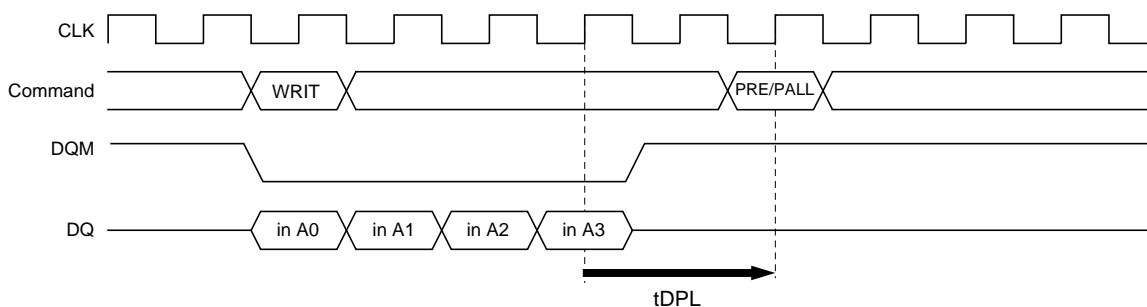 CLK
Command
WRIT
PRE/PALL
DQM
DQ
in A0
in A1
in A2
in A3
tDPL